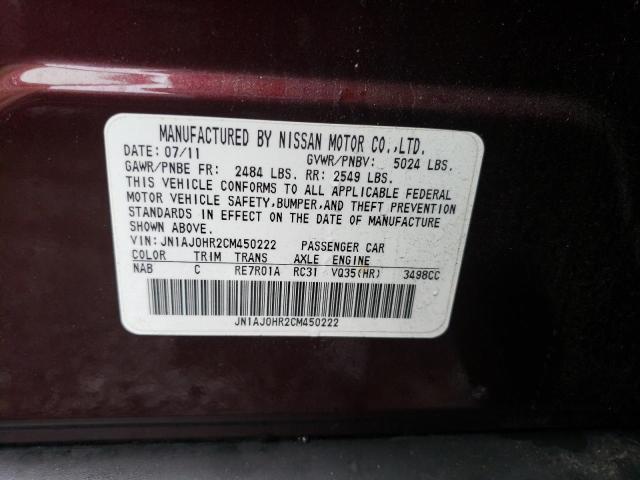 MANUFACTURED BY NISSAN MOTOR CO.,LTD.
DATE: 07/11 GVWR/PNBV: 5024 LBS.
GAWR/PNBE FR: 2484 LBS. RR: 2549 LBS.
THIS VEHICLE CONFORMS TO ALL APPLICABLE FEDERAL
MOTOR VEHICLE SAFETY,BUMPER,AND THEFT PREVENTION
STANDARDS IN EFFECT ON THE DATE OF MANUFACTURE
SHOWN ABOVE.
VIN: JN1AJ0HR2CM450222 PASSENGER CAR
COLOR TRIM TRANS AXLE ENGINE
NAB C RE7R01A RC31 VQ35(HR) 3498CC
JN1AJ0HR2CM450222